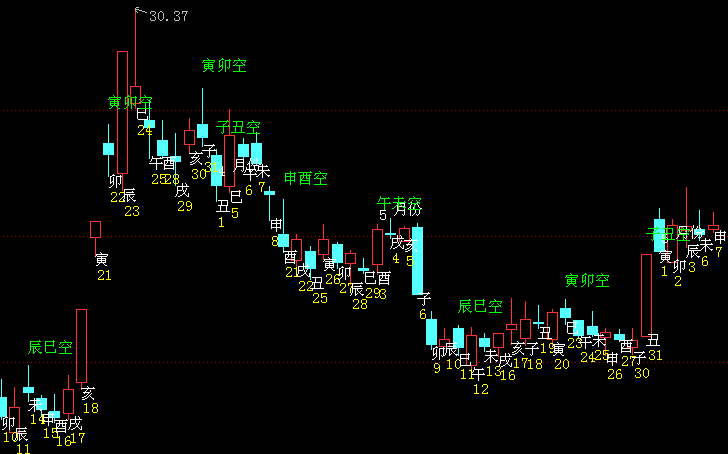 30.37
寅卯空
寅卯空
子丑空
申酉空
午未空
5 月份
辰巳空
寅卯空
辰巳空
卯
10
辰
11
未
14
申
15
酉
16
戌
17
亥
18
寅
21
卯
22
辰
23
巳
24
午
25
酉
28
戌
29
亥
30
子
丑
1
巳
5
午
6
未
7
申
8
酉
21
戌
22
丑
25
寅
26
卯
27
辰
28
巳
29
酉
3
戌
4
亥
5
子
6
卯
9
辰
10
巳
11
午
12
未
13
戌
16
亥
17
子
18
丑
19
寅
20
巳
23
午
24
未
25
申
26
酉
27
子
30
丑
31
寅
1
卯
2
辰
3
未
6
申
7